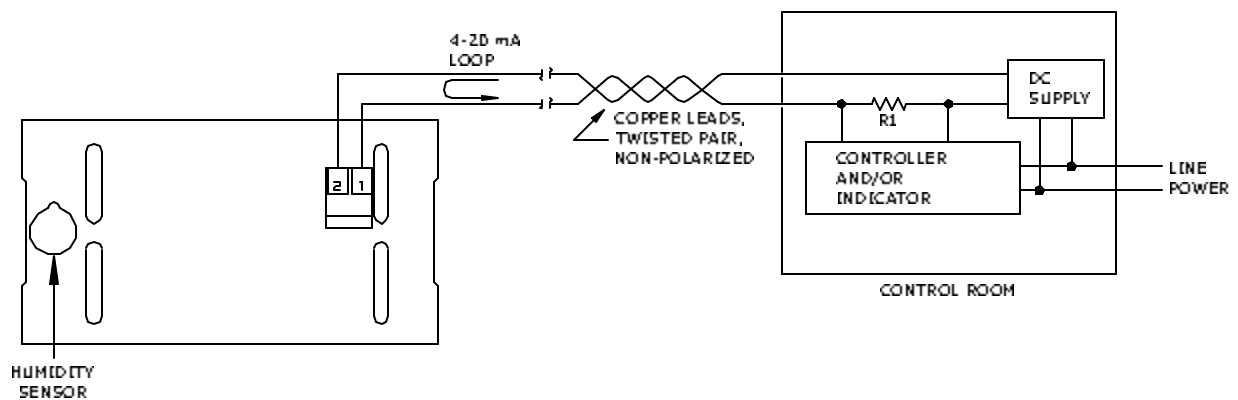 4-20 mA
LOOP
DC
SUPPLY
COPPER LEADS,
TWISTED PAIR,
NON-POLARIZED
R1
CONTROLLER
AND/OR
INDICATOR
LINE
POWER
2 1
CONTROL ROOM
HUMIDITY
SENSOR